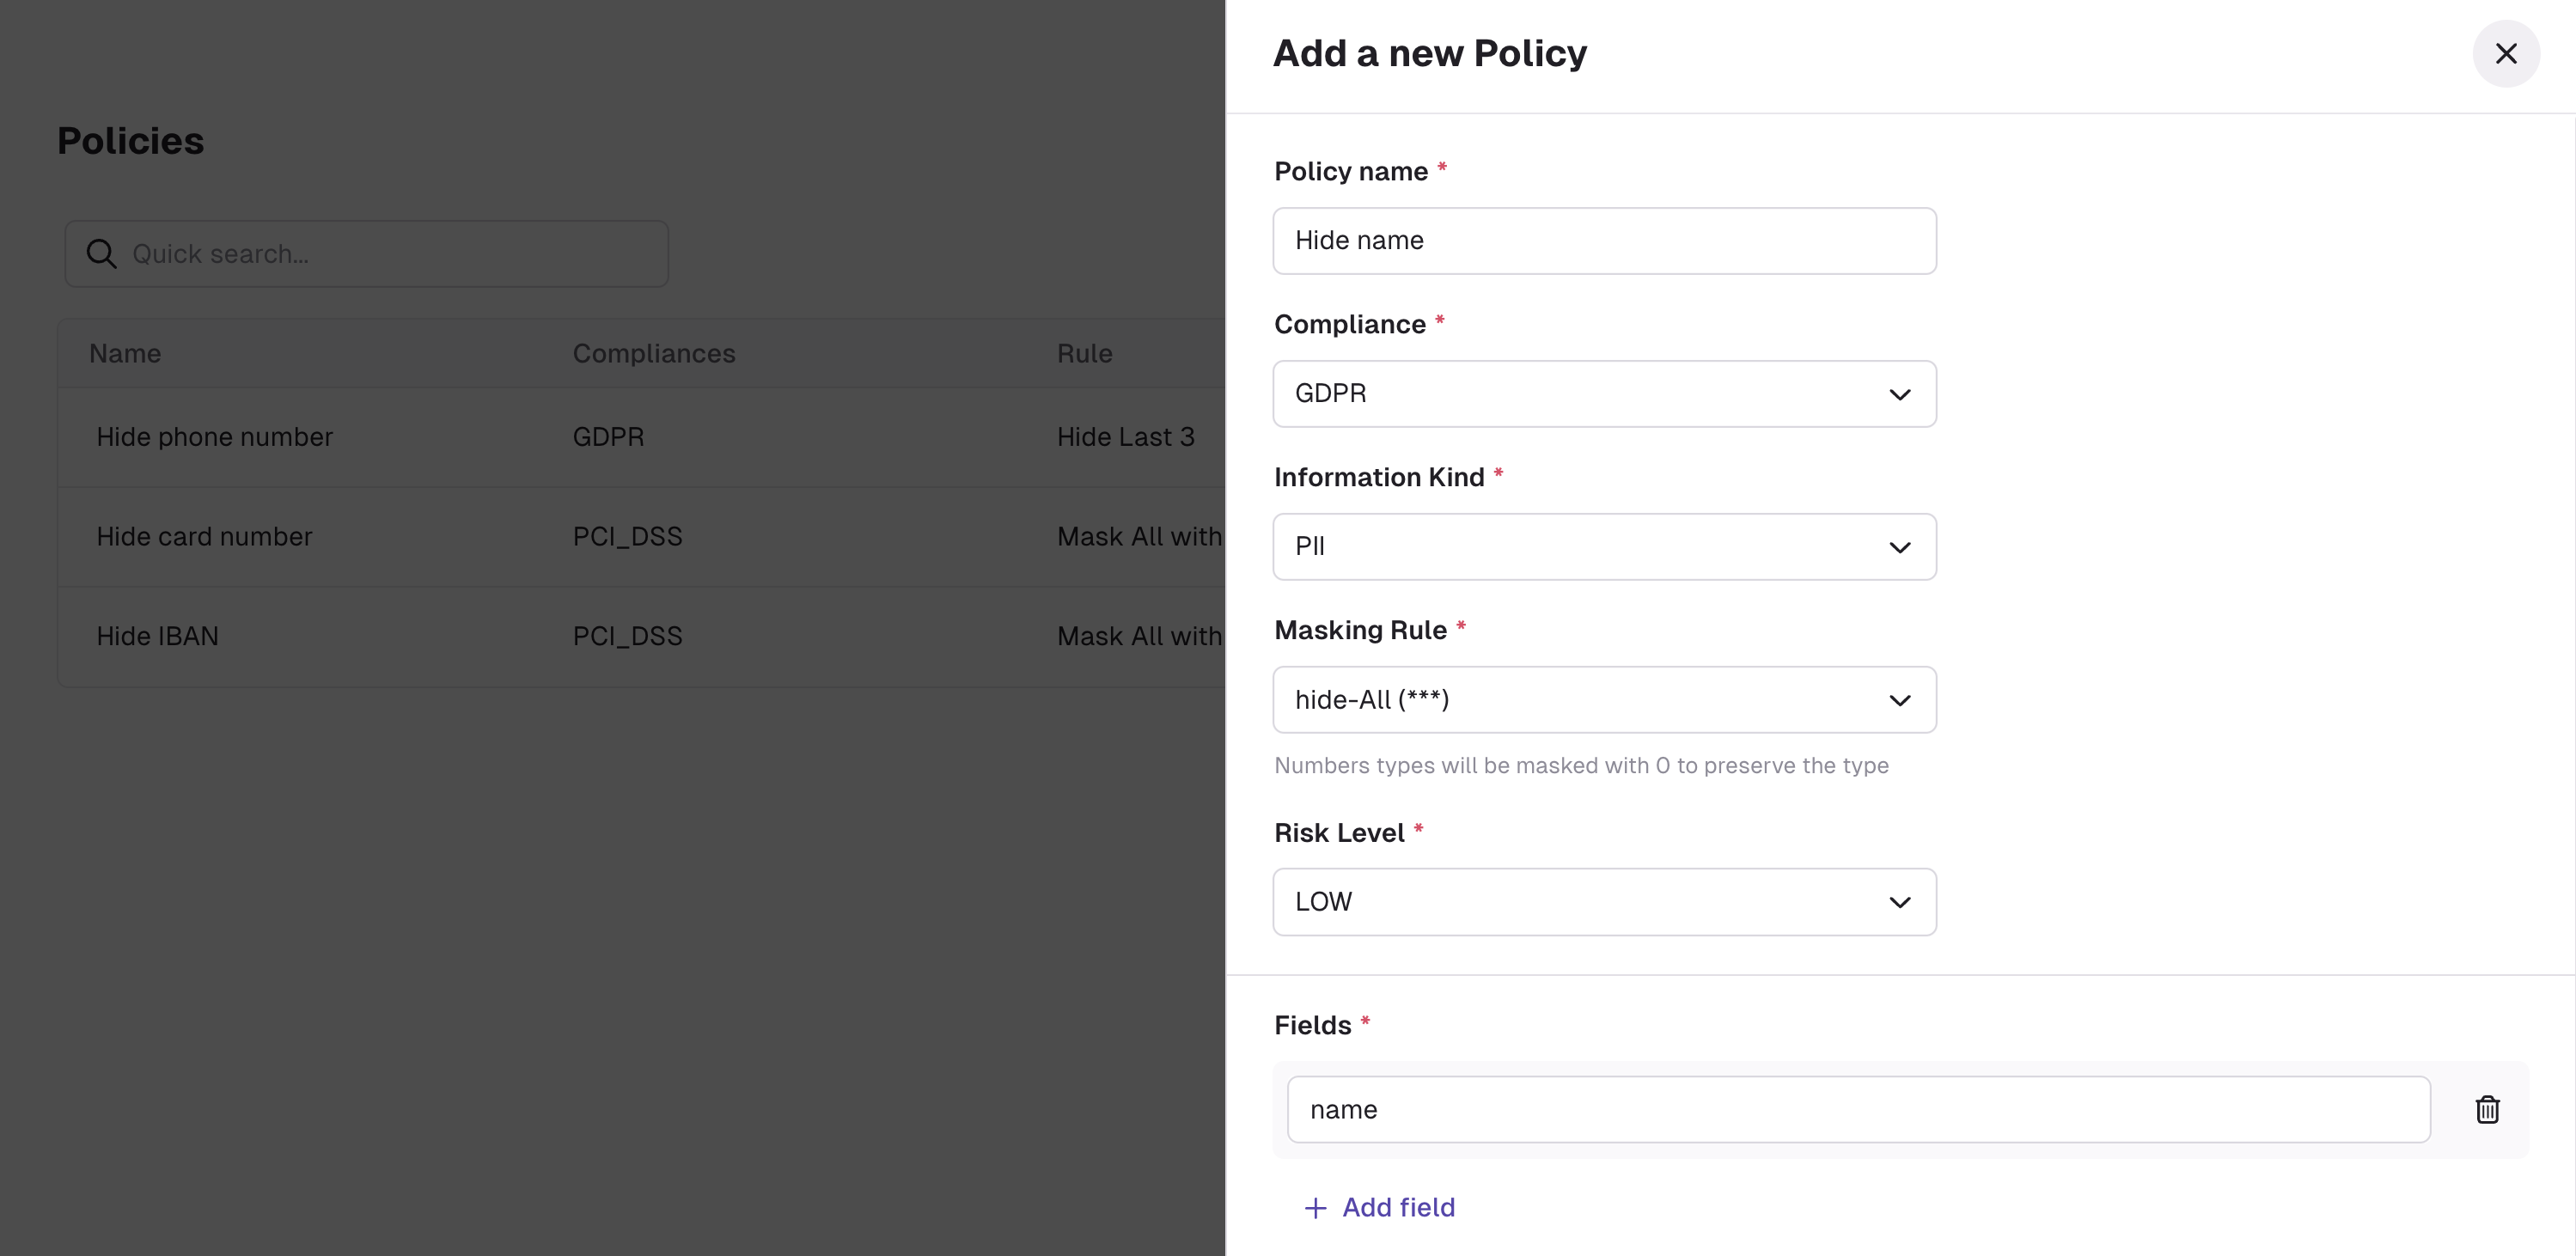 Policies
Quick search...
Name Compliances Rule
Hide phone number GDPR Hide Last 3
Hide card number PCI_DSS Mask All with
Hide IBAN PCI_DSS Mask All with
Add a new Policy
Policy name *
Hide name
Compliance *
GDPR
Information Kind *
PII
Masking Rule *
hide-All (***)
Numbers types will be masked with 0 to preserve the type
Risk Level *
LOW
Fields *
name
+ Add field